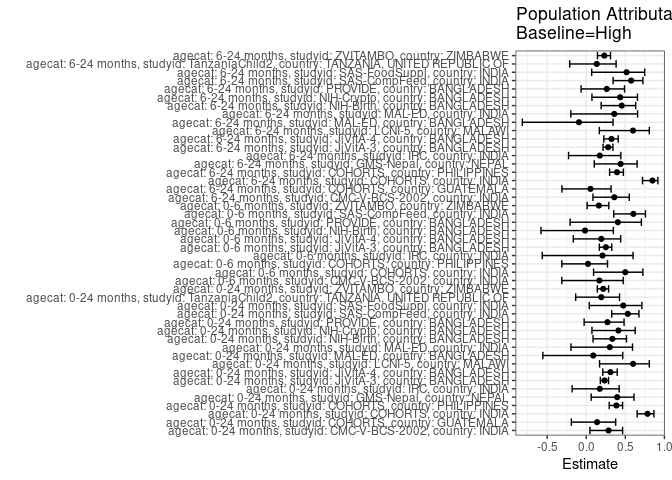 Population Attributa
Baseline=High
agecat: 6-24 months, studyid: ZVITAMBO, country: ZIMBABWE
agecat: 6-24 months, studyid: TanzaniaChild2, country: TANZANIA, UNITED REPUBLIC OF
agecat: 6-24 months, studyid: SAS-FoodSuppl, country: INDIA
agecat: 6-24 months, studyid: SAS-CompFeed, country: INDIA
agecat: 6-24 months, studyid: PROVIDE, country: BANGLADESH
agecat: 6-24 months, studyid: NIH-Crypto, country: BANGLADESH
agecat: 6-24 months, studyid: NIH-Birth, country: BANGLADESH
agecat: 6-24 months, studyid: MAL-ED, country: INDIA
agecat: 6-24 months, studyid: MAL-ED, country: BANGLADESH
agecat: 6-24 months, studyid: LCNI-5, country: MALAWI
agecat: 6-24 months, studyid: JiVitA-4, country: BANGLADESH
agecat: 6-24 months, studyid: JiVitA-3, country: BANGLADESH
agecat: 6-24 months, studyid: IRC, country: INDIA
agecat: 6-24 months, studyid: GMS-Nepal, country: NEPAL
agecat: 6-24 months, studyid: COHORTS, country: PHILIPPINES
agecat: 6-24 months, studyid: COHORTS, country: INDIA
agecat: 6-24 months, studyid: COHORTS, country: GUATEMALA
agecat: 6-24 months, studyid: CMC-V-BCS-2002, country: INDIA
agecat: 0-6 months, studyid: ZVITAMBO, country: ZIMBABWE
agecat: 0-6 months, studyid: SAS-CompFeed, country: INDIA
agecat: 0-6 months, studyid: PROVIDE, country: BANGLADESH
agecat: 0-6 months, studyid: NIH-Birth, country: BANGLADESH
agecat: 0-6 months, studyid: JiVitA-4, country: BANGLADESH
agecat: 0-6 months, studyid: JiVitA-3, country: BANGLADESH
agecat: 0-6 months, studyid: IRC, country: INDIA
agecat: 0-6 months, studyid: COHORTS, country: PHILIPPINES
agecat: 0-6 months, studyid: COHORTS, country: INDIA
agecat: 0-6 months, studyid: CMC-V-BCS-2002, country: INDIA
agecat: 0-24 months, studyid: ZVITAMBO, country: ZIMBABWE
agecat: 0-24 months, studyid: TanzaniaChild2, country: TANZANIA, UNITED REPUBLIC OF
agecat: 0-24 months, studyid: SAS-FoodSuppl, country: INDIA
agecat: 0-24 months, studyid: SAS-CompFeed, country: INDIA
agecat: 0-24 months, studyid: PROVIDE, country: BANGLADESH
agecat: 0-24 months, studyid: NIH-Crypto, country: BANGLADESH
agecat: 0-24 months, studyid: NIH-Birth, country: BANGLADESH
agecat: 0-24 months, studyid: MAL-ED, country: INDIA
agecat: 0-24 months, studyid: MAL-ED, country: BANGLADESH
agecat: 0-24 months, studyid: LCNI-5, country: MALAWI
agecat: 0-24 months, studyid: JiVitA-4, country: BANGLADESH
agecat: 0-24 months, studyid: JiVitA-3, country: BANGLADESH
agecat: 0-24 months, studyid: IRC, country: INDIA
agecat: 0-24 months, studyid: GMS-Nepal, country: NEPAL
agecat: 0-24 months, studyid: COHORTS, country: PHILIPPINES
agecat: 0-24 months, studyid: COHORTS, country: INDIA
agecat: 0-24 months, studyid: COHORTS, country: GUATEMALA
agecat: 0-24 months, studyid: CMC-V-BCS-2002, country: INDIA
-0.5 0.0 0.5 1.0
Estimate